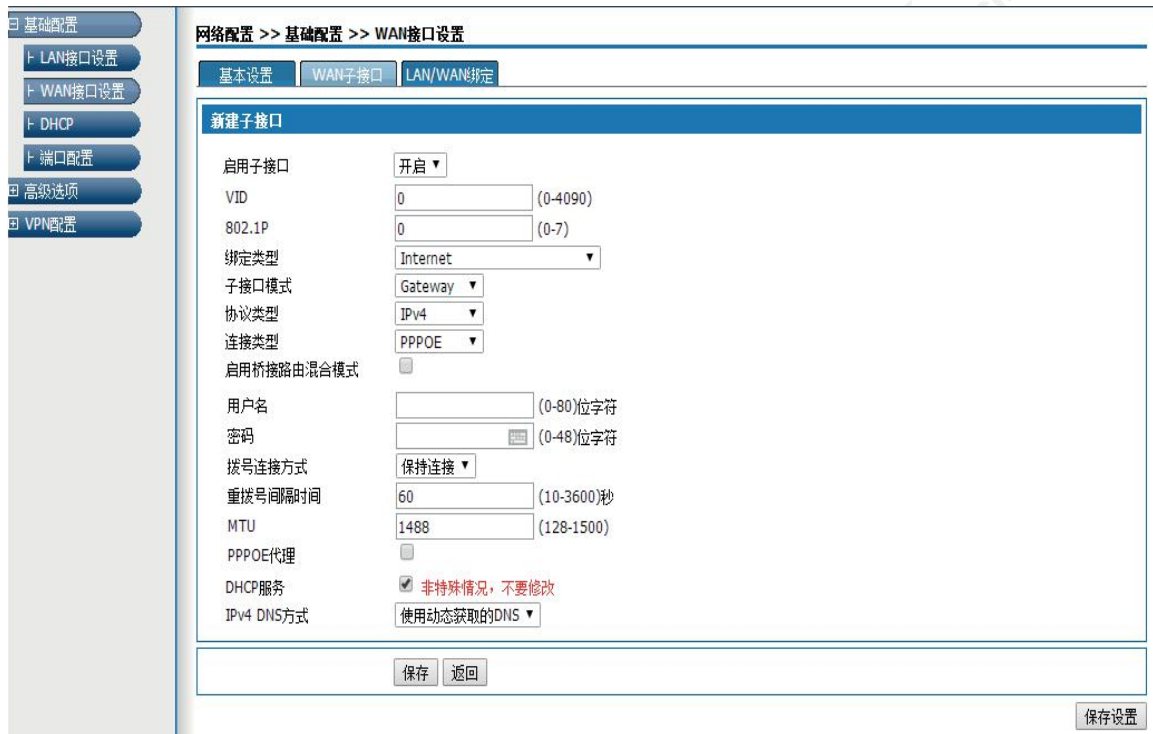 基础配置
LAN接口设置
WAN接口设置
DHCP
端口配置
高级选项
VPN配置
网络配置 >> 基础配置 >> WAN接口设置
基本设置 WAN子接口 LAN/WAN绑定
新建子接口
启用子接口 开启
VID 0 (0-4090)
802.1P 0 (0-7)
绑定类型 Internet
子接口模式 Gateway
协议类型 IPv4
连接类型 PPPOE
启用桥接路由混合模式
用户名 (0-80)位字符
密码 (0-48)位字符
拨号连接方式 保持连接
重拨号间隔时间 60 (10-3600)秒
MTU 1488 (128-1500)
PPPOE代理
DHCP服务 非特殊情况，不要修改
IPv4 DNS方式 使用动态获取的DNS
保存 返回
保存设置